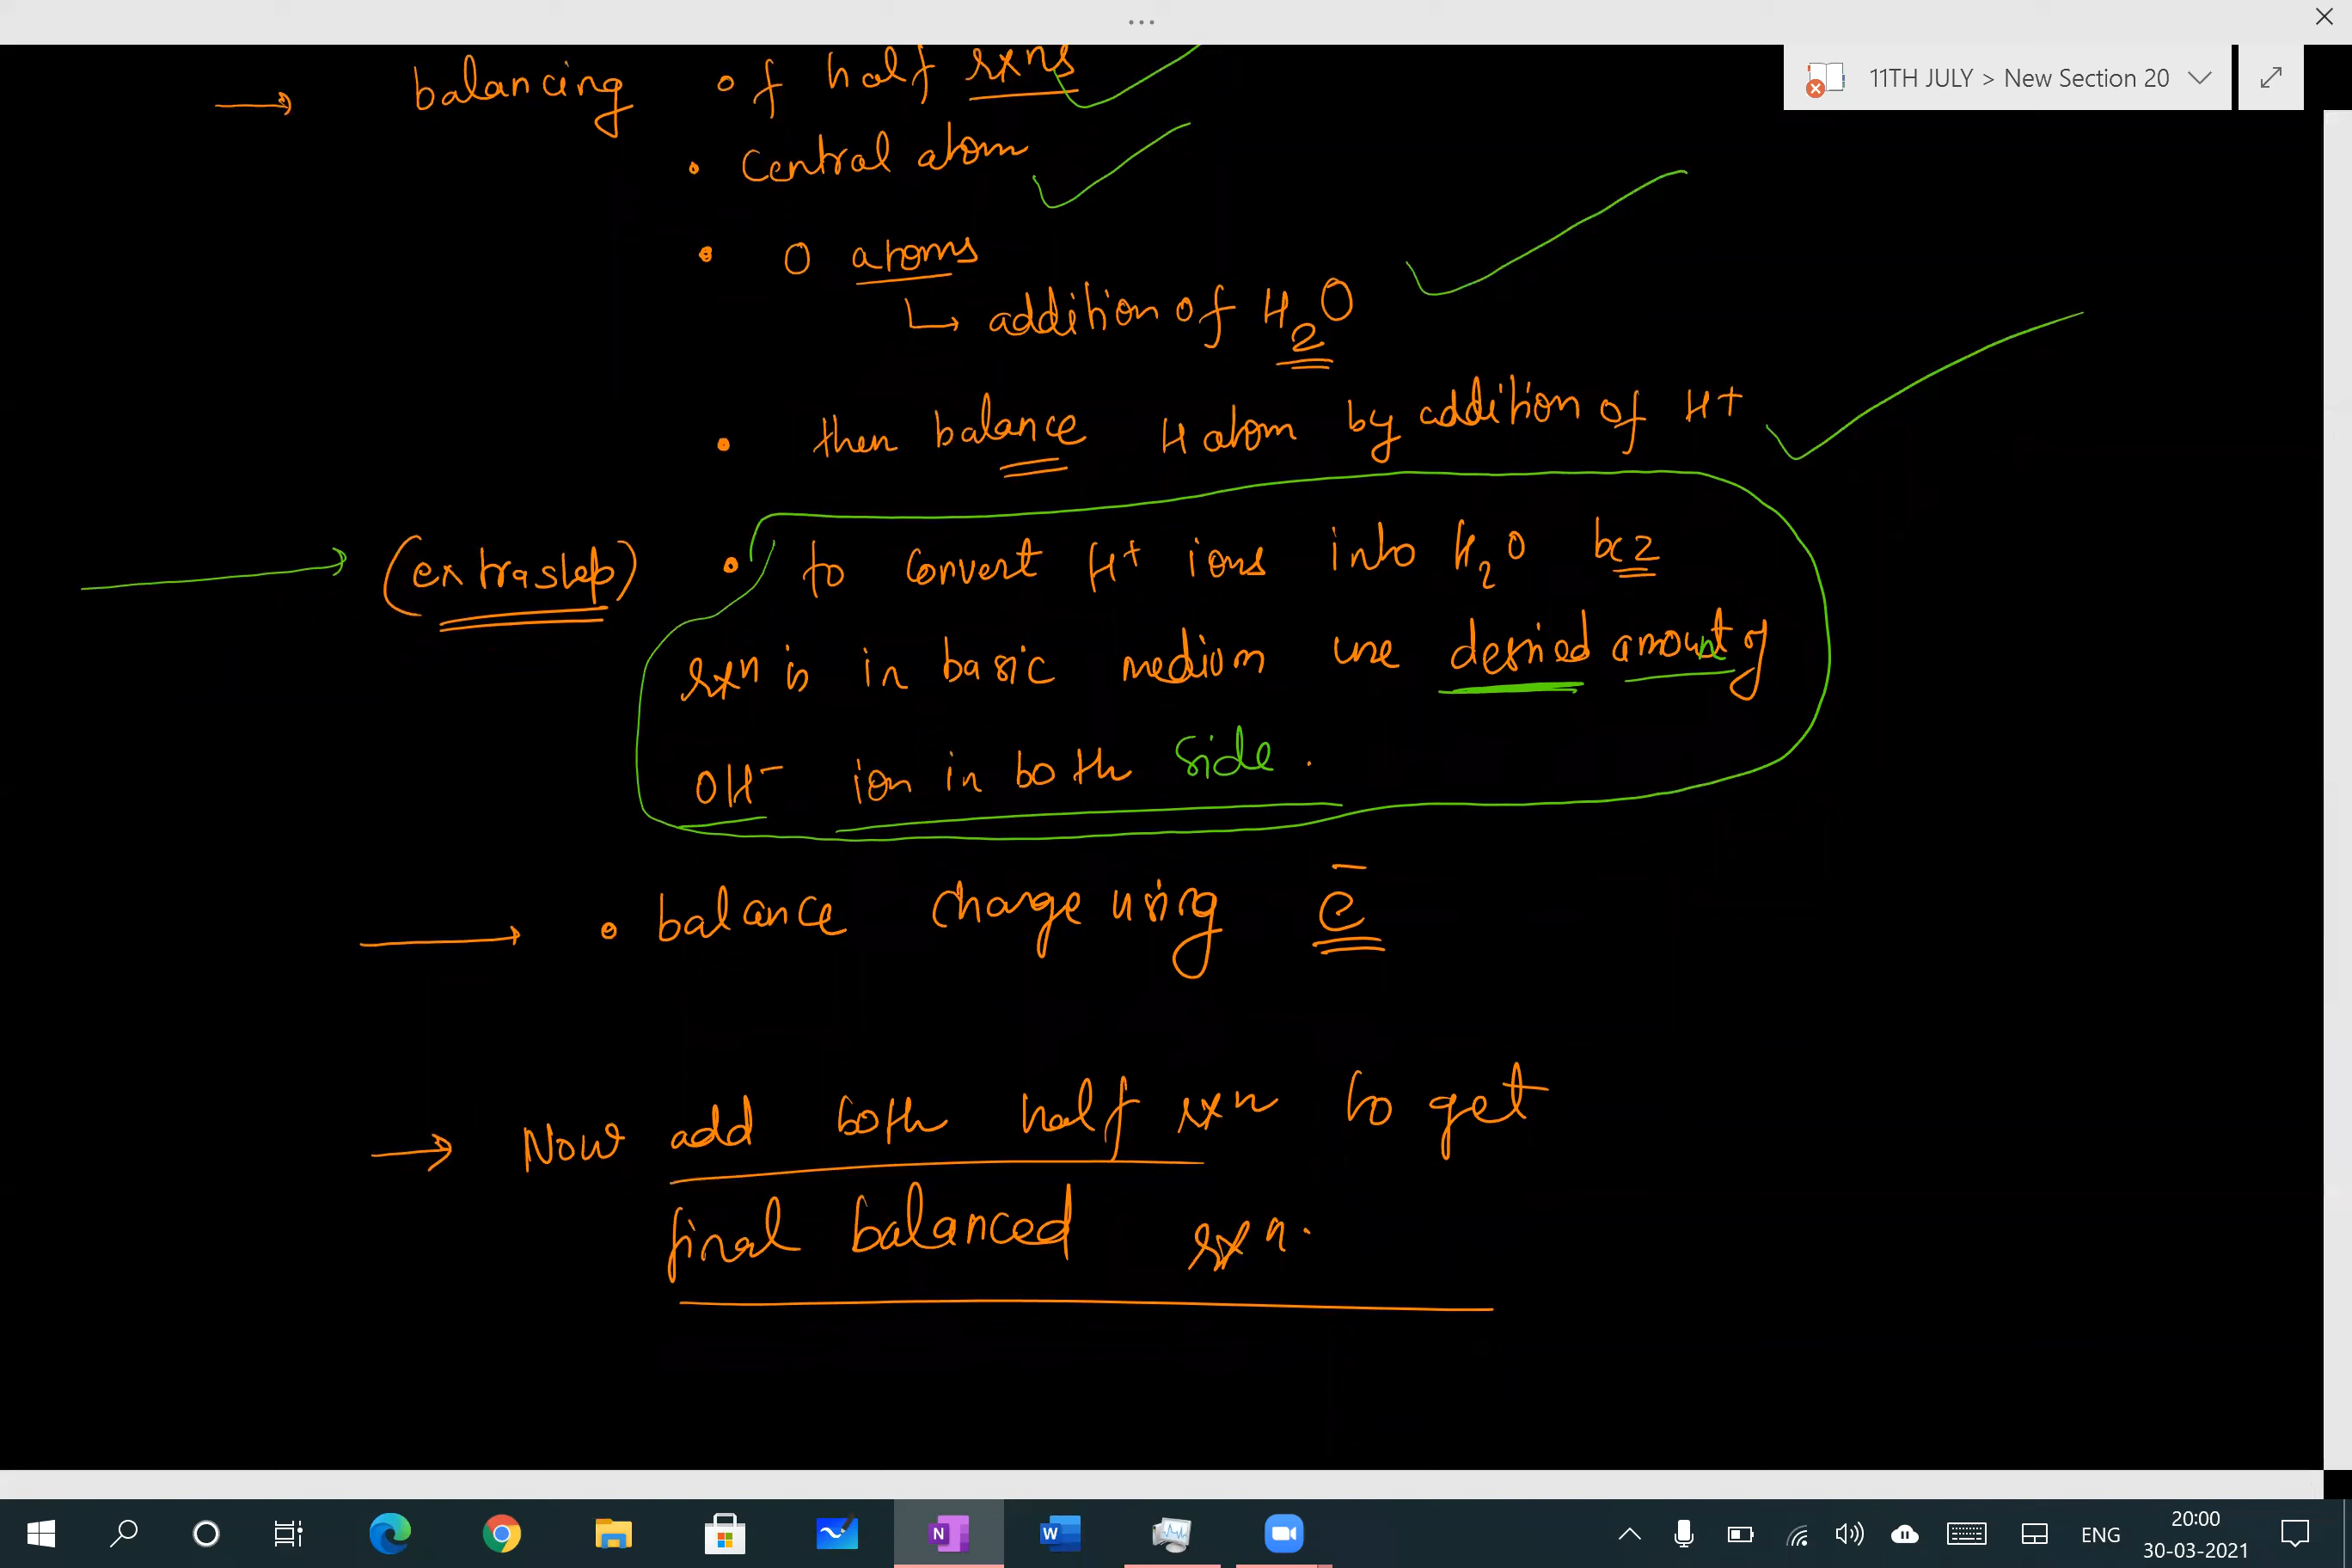 ...
11TH JULY > New Section 20
→ balancing of half rxns
• Central atom
• O atoms
↳ addition of H₂O
• then balance H atom by addition of H+
(extra step) • to convert H⁺ ions into H₂O bcz
rxn is in basic medium use desired amount of
OH⁻ ion in both side.
→ • balance charge using e̅
→ Now add both half rxn to get
final balanced rxn.
ENG
20:00
30-03-2021